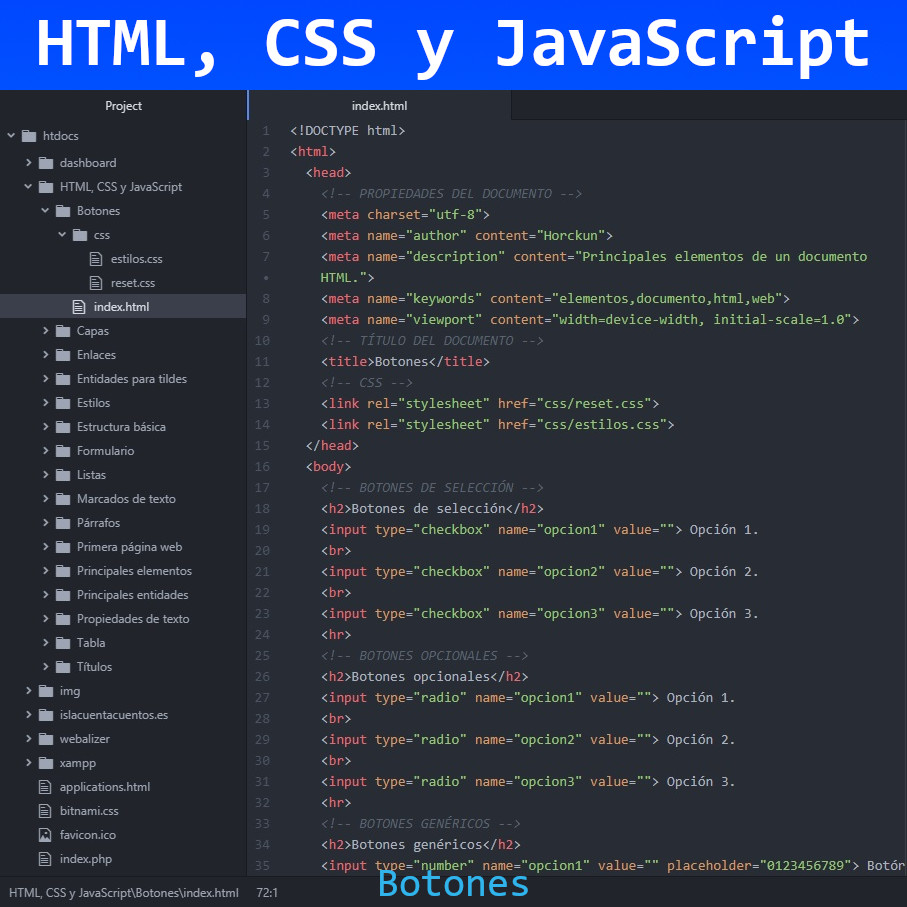 HTML, CSS y JavaScript
Project
htdocs
dashboard
HTML, CSS y JavaScript
Botones
css
estilos.css
reset.css
index.html
Capas
Enlaces
Entidades para tildes
Estilos
Estructura básica
Formulario
Listas
Marcados de texto
Párrafos
Primera página web
Principales elementos
Principales entidades
Propiedades de texto
Tabla
Títulos
img
islacuentacuentos.es
webalizer
xampp
applications.html
bitnami.css
favicon.ico
index.php
index.html
1 <!DOCTYPE html>
2 <html>
3 <head>
4 <!-- PROPIEDADES DEL DOCUMENTO -->
5 <meta charset="utf-8">
6 <meta name="author" content="Horckun">
7 <meta name="description" content="Principales elementos de un documento
• HTML.">
8 <meta name="keywords" content="elementos,documento,html,web">
9 <meta name="viewport" content="width=device-width, initial-scale=1.0">
10 <!-- TÍTULO DEL DOCUMENTO -->
11 <title>Botones</title>
12 <!-- CSS -->
13 <link rel="stylesheet" href="css/reset.css">
14 <link rel="stylesheet" href="css/estilos.css">
15 </head>
16 <body>
17 <!-- BOTONES DE SELECCIÓN -->
18 <h2>Botones de selección</h2>
19 <input type="checkbox" name="opcion1" value=""> Opción 1.
20 <br>
21 <input type="checkbox" name="opcion2" value=""> Opción 2.
22 <br>
23 <input type="checkbox" name="opcion3" value=""> Opción 3.
24 <hr>
25 <!-- BOTONES OPCIONALES -->
26 <h2>Botones opcionales</h2>
27 <input type="radio" name="opcion1" value=""> Opción 1.
28 <br>
29 <input type="radio" name="opcion2" value=""> Opción 2.
30 <br>
31 <input type="radio" name="opcion3" value=""> Opción 3.
32 <hr>
33 <!-- BOTONES GENÉRICOS -->
34 <h2>Botones genéricos</h2>
35 <input type="number" name="opcion1" value="" placeholder="0123456789"> Botór
HTML, CSS y JavaScript\Botones\index.html 72:1
Botones